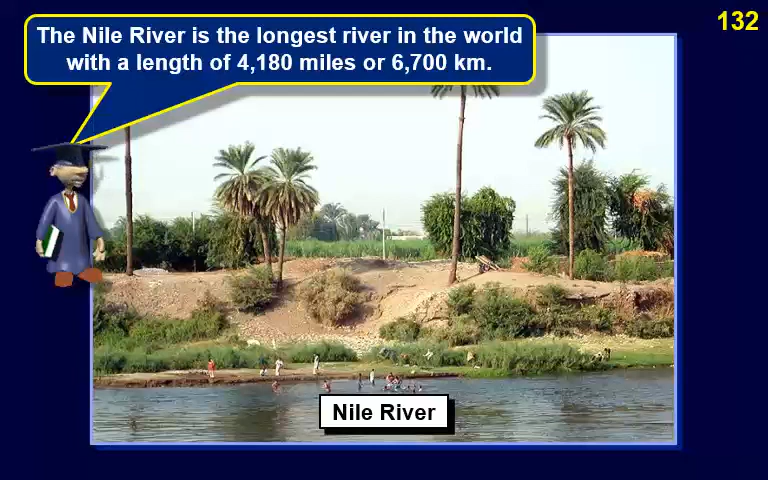 132
The Nile River is the longest river in the world
with a length of 4,180 miles or 6,700 km.
Nile River